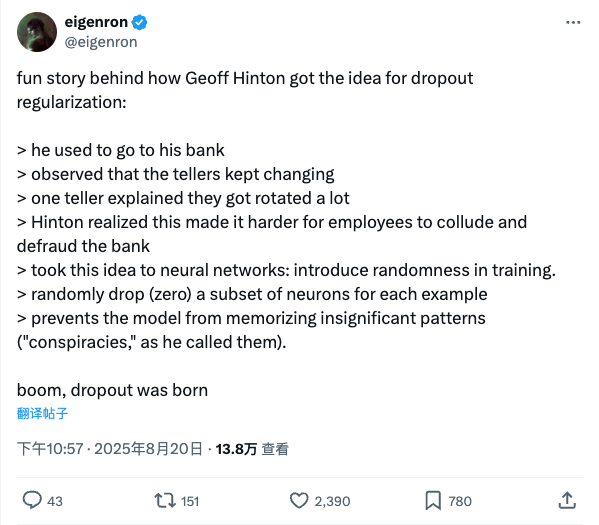 eigenron
@eigenron
fun story behind how Geoff Hinton got the idea for dropout
regularization:
> he used to go to his bank
> observed that the tellers kept changing
> one teller explained they got rotated a lot
> Hinton realized this made it harder for employees to collude and
defraud the bank
> took this idea to neural networks: introduce randomness in training.
> randomly drop (zero) a subset of neurons for each example
> prevents the model from memorizing insignificant patterns
("conspiracies," as he called them).
boom, dropout was born
翻译帖子
下午10:57 · 2025年8月20日 · 13.8万 查看
43 151 2,390 780